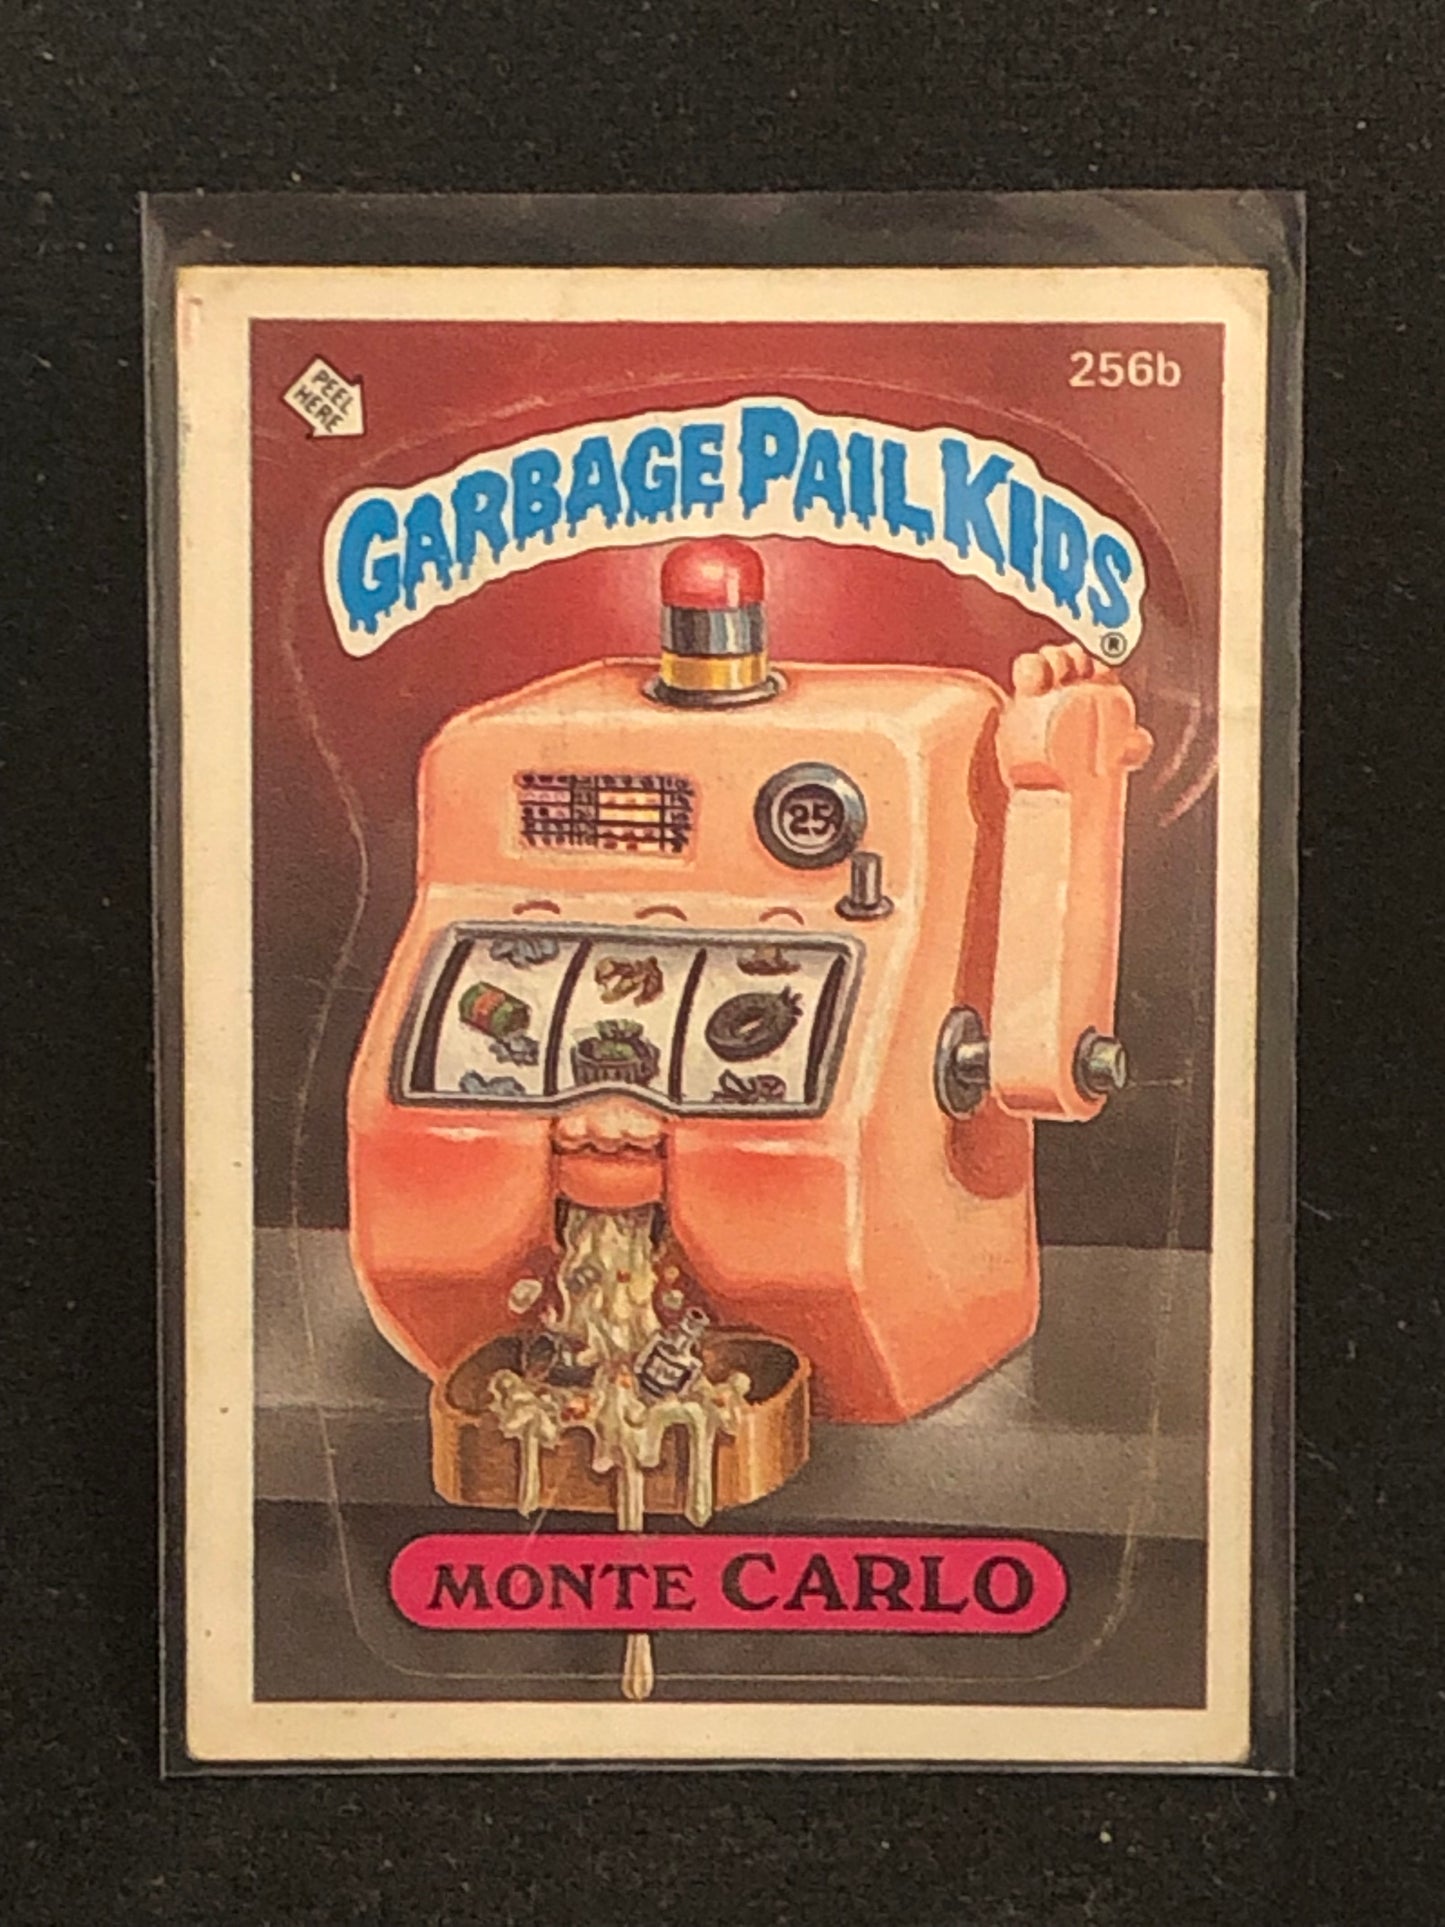 PEEL
HERE
256b
GARBAGE PAIL KIDS
®
25
MONTE CARLO